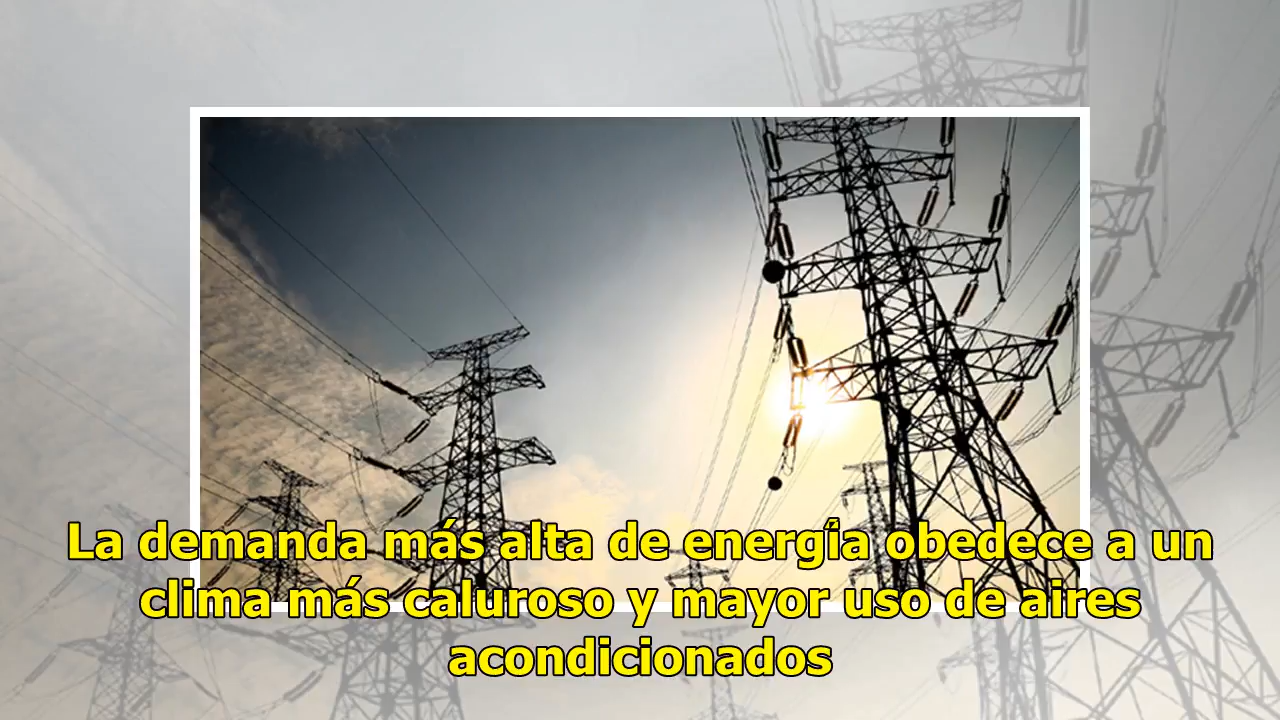 La demanda más alta de energía obedece a un
clima más caluroso y mayor uso de aires
acondicionados